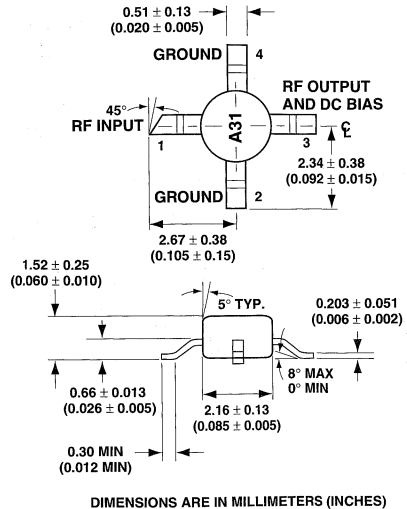 0.51 ± 0.13
(0.020 ± 0.005)
GROUND
4
RF OUTPUT
AND DC BIAS
45°
RF INPUT
1
A31
3
℄
2.34 ± 0.38
(0.092 ± 0.015)
GROUND
2
2.67 ± 0.38
(0.105 ± 0.15)
1.52 ± 0.25
(0.060 ± 0.010)
5° TYP.
0.203 ± 0.051
(0.006 ± 0.002)
8° MAX
0° MIN
0.66 ± 0.013
(0.026 ± 0.005)
2.16 ± 0.13
(0.085 ± 0.005)
0.30 MIN
(0.012 MIN)
DIMENSIONS ARE IN MILLIMETERS (INCHES)